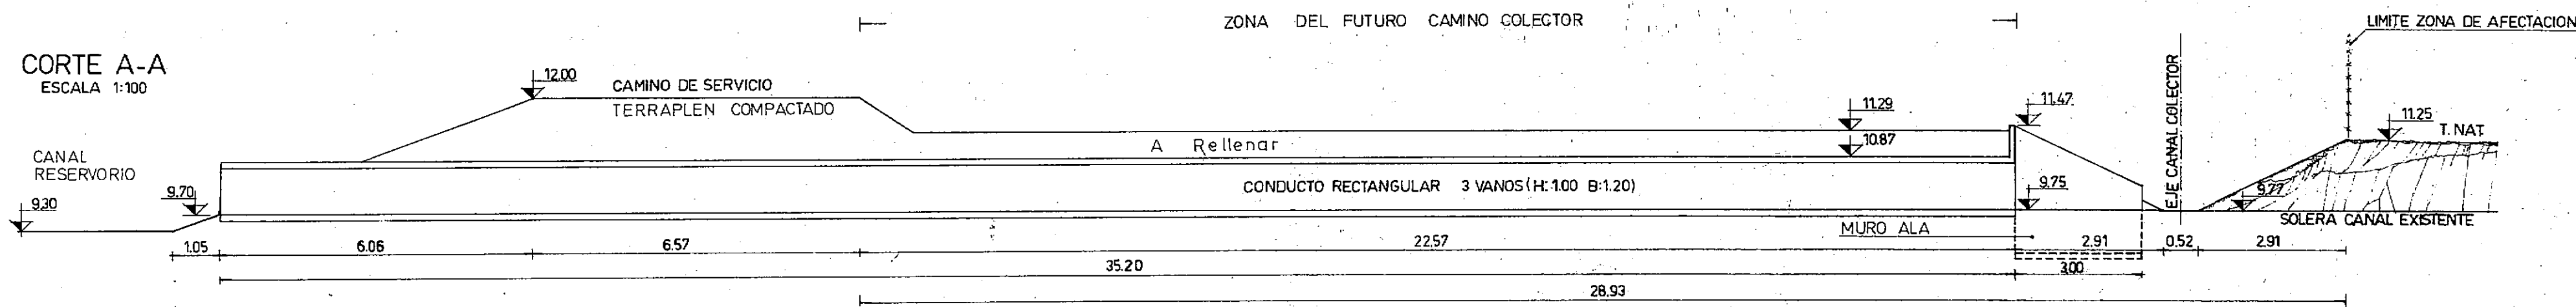 ZONA DEL FUTURO CAMINO COLECTOR
LIMITE ZONA DE AFECTACION
CORTE A-A
ESCALA 1:100
12.00
CAMINO DE SERVICIO
TERRAPLEN COMPACTADO
11.29
11.47
EJE CANAL COLECTOR
11.25
T. NAT.
A Rellenar
10.87
CANAL
RESERVORIO
9.70
9.30
CONDUCTO RECTANGULAR 3 VANOS (H:1.00 B:1.20)
9.75
9.77
SOLERA CANAL EXISTENTE
MURO ALA
1.05
6.06
6.57
22.57
2.91
0.52
2.91
35.20
3.00
28.93